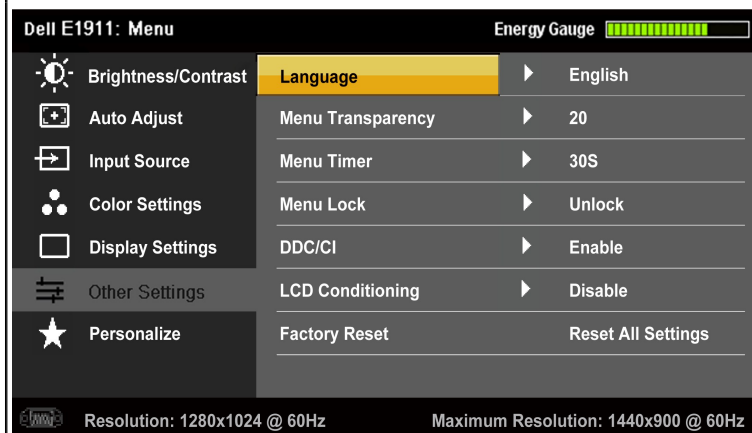 Dell E1911: Menu Energy Gauge
Brightness/Contrast Language English
Auto Adjust Menu Transparency 20
Input Source Menu Timer 30S
Color Settings Menu Lock Unlock
Display Settings DDC/CI Enable
Other Settings LCD Conditioning Disable
Personalize Factory Reset Reset All Settings
Resolution: 1280x1024 @ 60Hz Maximum Resolution: 1440x900 @ 60Hz